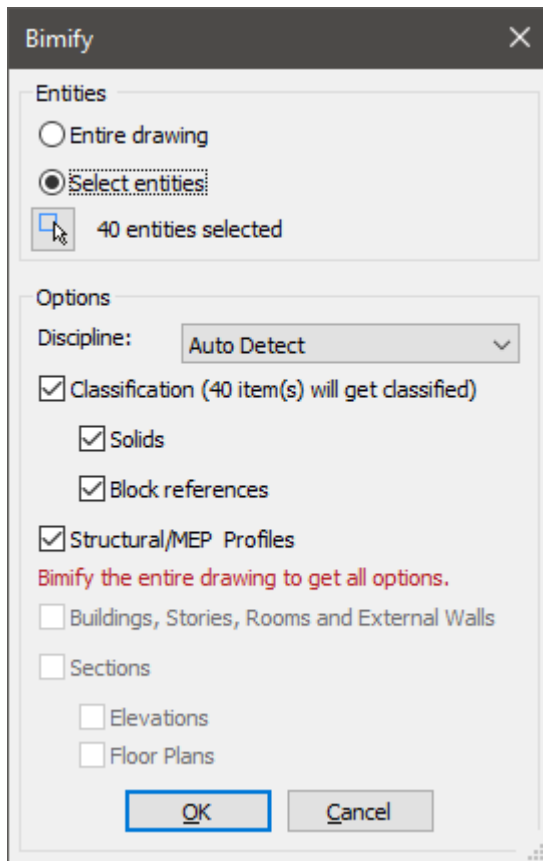 Bimify
Entities
Entire drawing
Select entities
40 entities selected
Options
Discipline: Auto Detect
Classification (40 item(s) will get classified)
Solids
Block references
Structural/MEP Profiles
Bimify the entire drawing to get all options.
Buildings, Stories, Rooms and External Walls
Sections
Elevations
Floor Plans
OK Cancel